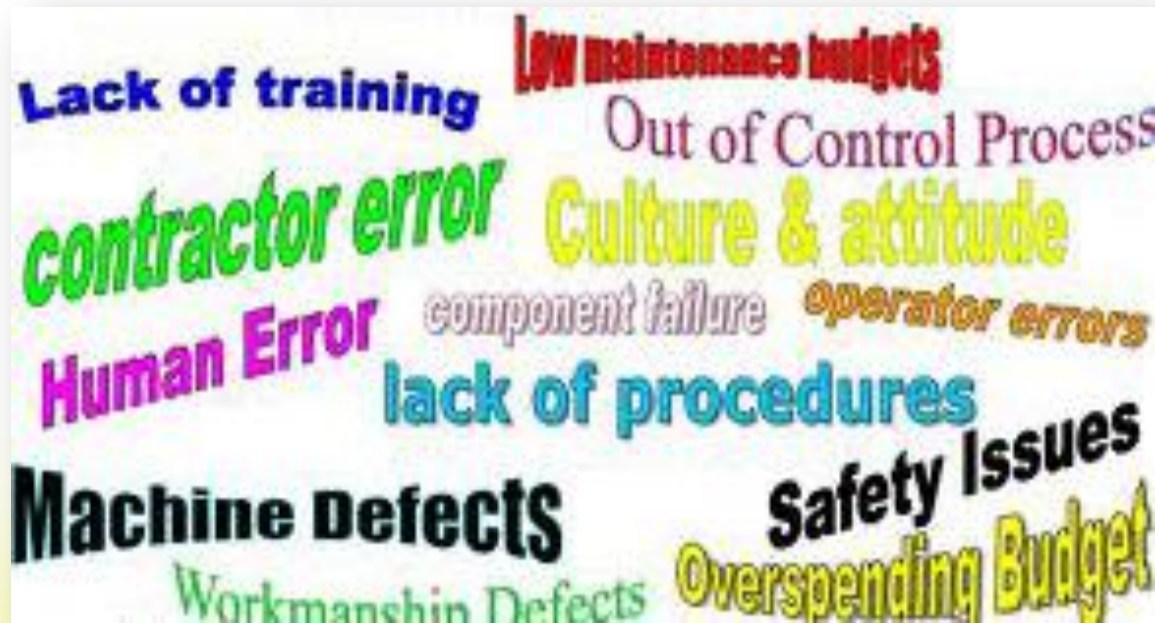 Low maintenance budgets
Lack of training
Out of Control Process
contractor error
Culture & attitude
component failure
operator errors
Human Error
lack of procedures
Safety Issues
Machine Defects
Overspending Budget
Workmanship Defects